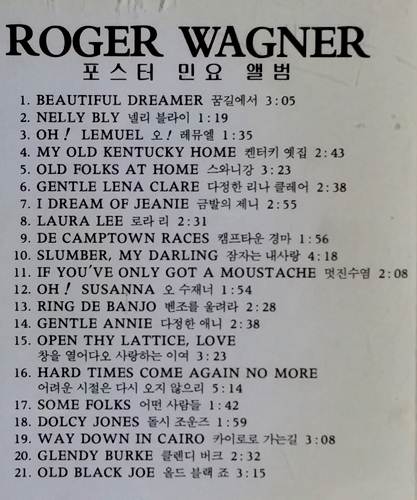 ROGER WAGNER
포스터 민요 앨범
1. BEAUTIFUL DREAMER 꿈길에서 3:05
2. NELLY BLY 넬리 블라이 1:19
3. OH! LEMUEL 오! 레뮤엘 1:35
4. MY OLD KENTUCKY HOME 켄터키 옛집 2:43
5. OLD FOLKS AT HOME 스와니강 3:23
6. GENTLE LENA CLARE 다정한 리나 클레어 2:38
7. I DREAM OF JEANIE 금발의 제니 2:55
8. LAURA LEE 로라 리 2:31
9. DE CAMPTOWN RACES 캠프타운 경마 1:56
10. SLUMBER, MY DARLING 잠자는 내사랑 4:18
11. IF YOU'VE ONLY GOT A MOUSTACHE 멋진수염 2:08
12. OH! SUSANNA 오 수재너 1:54
13. RING DE BANJO 벤조를 울려라 2:28
14. GENTLE ANNIE 다정한 애니 2:38
15. OPEN THY LATTICE, LOVE
창을 열어다오 사랑하는 이여 3:23
16. HARD TIMES COME AGAIN NO MORE
어려운 시절은 다시 오지 않으리 5:14
17. SOME FOLKS 어떤 사람들 1:42
18. DOLCY JONES 돌시 조운즈 1:59
19. WAY DOWN IN CAIRO 카이로로 가는길 3:08
20. GLENDY BURKE 클렌디 버크 2:32
21. OLD BLACK JOE 올드 블랙 죠 3:15